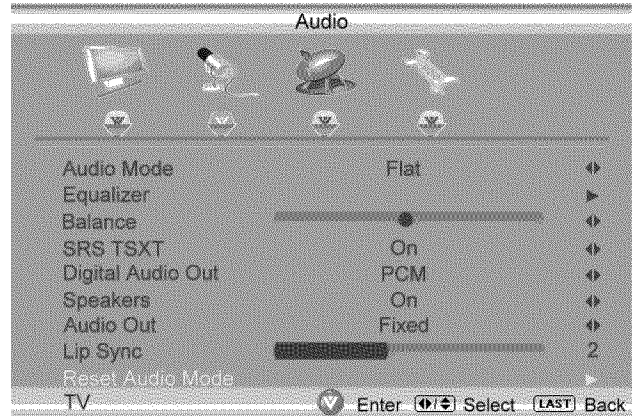 Audio
Audio Mode Flat
Equalizer
Balance
SRS TSXT On
Digital Audio Out PCM
Speakers On
Audio Out Fixed
Lip Sync 2
Reset Audio Mode
TV Enter Select LAST Back